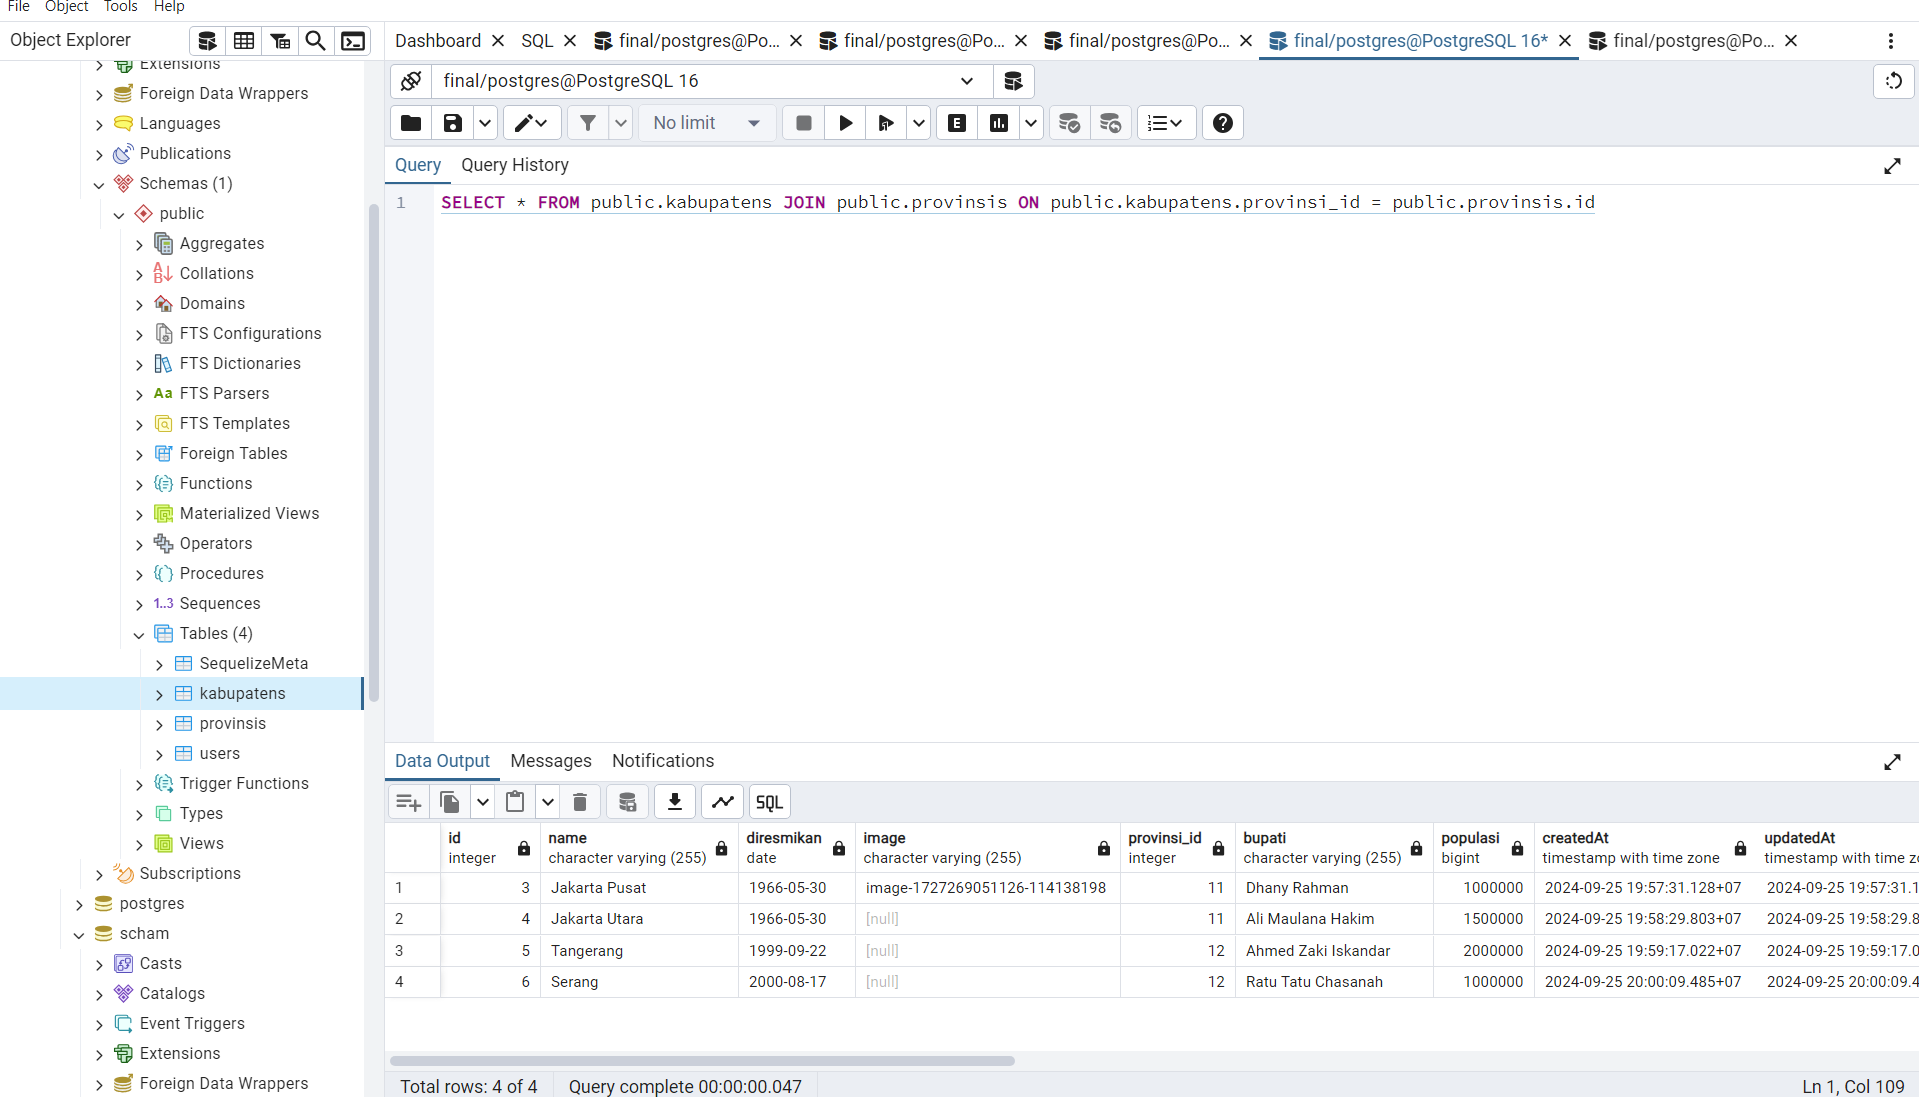 File Object Tools Help
Object Explorer
Dashboard SQL final/postgres@Po... final/postgres@Po... final/postgres@Po... final/postgres@PostgreSQL 16* final/postgres@Po...
Extensions
Foreign Data Wrappers
Languages
Publications
Schemas (1)
public
Aggregates
Collations
Domains
FTS Configurations
FTS Dictionaries
Aa FTS Parsers
FTS Templates
Foreign Tables
Functions
Materialized Views
Operators
Procedures
1..3 Sequences
Tables (4)
SequelizeMeta
kabupatens
provinsis
users
Trigger Functions
Types
Views
Subscriptions
postgres
scham
Casts
Catalogs
Event Triggers
Extensions
Foreign Data Wrappers
final/postgres@PostgreSQL 16
No limit E
Query Query History
1 SELECT * FROM public.kabupatens JOIN public.provinsis ON public.kabupatens.provinsi_id = public.provinsis.id
Data Output Messages Notifications
SQL
id name diresmikan image provinsi_id bupati populasi createdAt updatedAt
integer character varying (255) date character varying (255) integer character varying (255) bigint timestamp with time zone timestamp with time z
1 3 Jakarta Pusat 1966-05-30 image-1727269051126-114138198 11 Dhany Rahman 1000000 2024-09-25 19:57:31.128+07 2024-09-25 19:57:31.1
2 4 Jakarta Utara 1966-05-30 [null] 11 Ali Maulana Hakim 1500000 2024-09-25 19:58:29.803+07 2024-09-25 19:58:29.8
3 5 Tangerang 1999-09-22 [null] 12 Ahmed Zaki Iskandar 2000000 2024-09-25 19:59:17.022+07 2024-09-25 19:59:17.0
4 6 Serang 2000-08-17 [null] 12 Ratu Tatu Chasanah 1000000 2024-09-25 20:00:09.485+07 2024-09-25 20:00:09.4
Total rows: 4 of 4 Query complete 00:00:00.047 Ln 1, Col 109